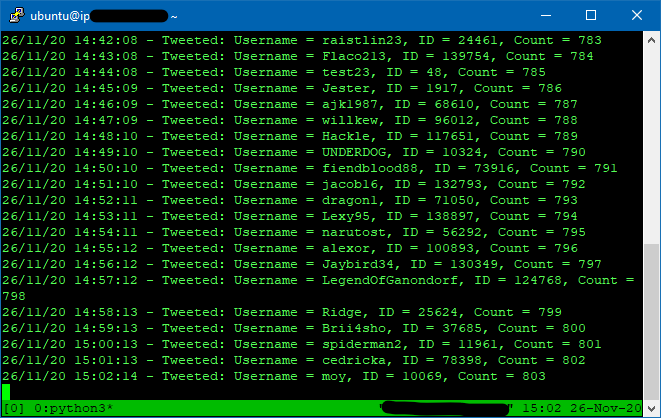 ubuntu@ip ~
26/11/20 14:42:08 - Tweeted: Username = raistlin23, ID = 24461, Count = 783
26/11/20 14:43:08 - Tweeted: Username = Flaco213, ID = 139754, Count = 784
26/11/20 14:44:08 - Tweeted: Username = test23, ID = 48, Count = 785
26/11/20 14:45:09 - Tweeted: Username = Jester, ID = 1917, Count = 786
26/11/20 14:46:09 - Tweeted: Username = ajk1987, ID = 68610, Count = 787
26/11/20 14:47:09 - Tweeted: Username = willkew, ID = 96012, Count = 788
26/11/20 14:48:10 - Tweeted: Username = Hackle, ID = 117651, Count = 789
26/11/20 14:49:10 - Tweeted: Username = UNDERDOG, ID = 10324, Count = 790
26/11/20 14:50:10 - Tweeted: Username = fiendblood88, ID = 73916, Count = 791
26/11/20 14:51:10 - Tweeted: Username = jacob16, ID = 132793, Count = 792
26/11/20 14:52:11 - Tweeted: Username = dragon1, ID = 71050, Count = 793
26/11/20 14:53:11 - Tweeted: Username = Lexy95, ID = 138897, Count = 794
26/11/20 14:54:11 - Tweeted: Username = narutost, ID = 56292, Count = 795
26/11/20 14:55:12 - Tweeted: Username = alexor, ID = 100893, Count = 796
26/11/20 14:56:12 - Tweeted: Username = Jaybird34, ID = 130349, Count = 797
26/11/20 14:57:12 - Tweeted: Username = LegendOfGanondorf, ID = 124768, Count =
798
26/11/20 14:58:13 - Tweeted: Username = Ridge, ID = 25624, Count = 799
26/11/20 14:59:13 - Tweeted: Username = Brii4sho, ID = 37685, Count = 800
26/11/20 15:00:13 - Tweeted: Username = spiderman2, ID = 11961, Count = 801
26/11/20 15:01:13 - Tweeted: Username = cedricka, ID = 78398, Count = 802
26/11/20 15:02:14 - Tweeted: Username = moy, ID = 10069, Count = 803
[0] 0:python3* " " 15:02 26-Nov-20